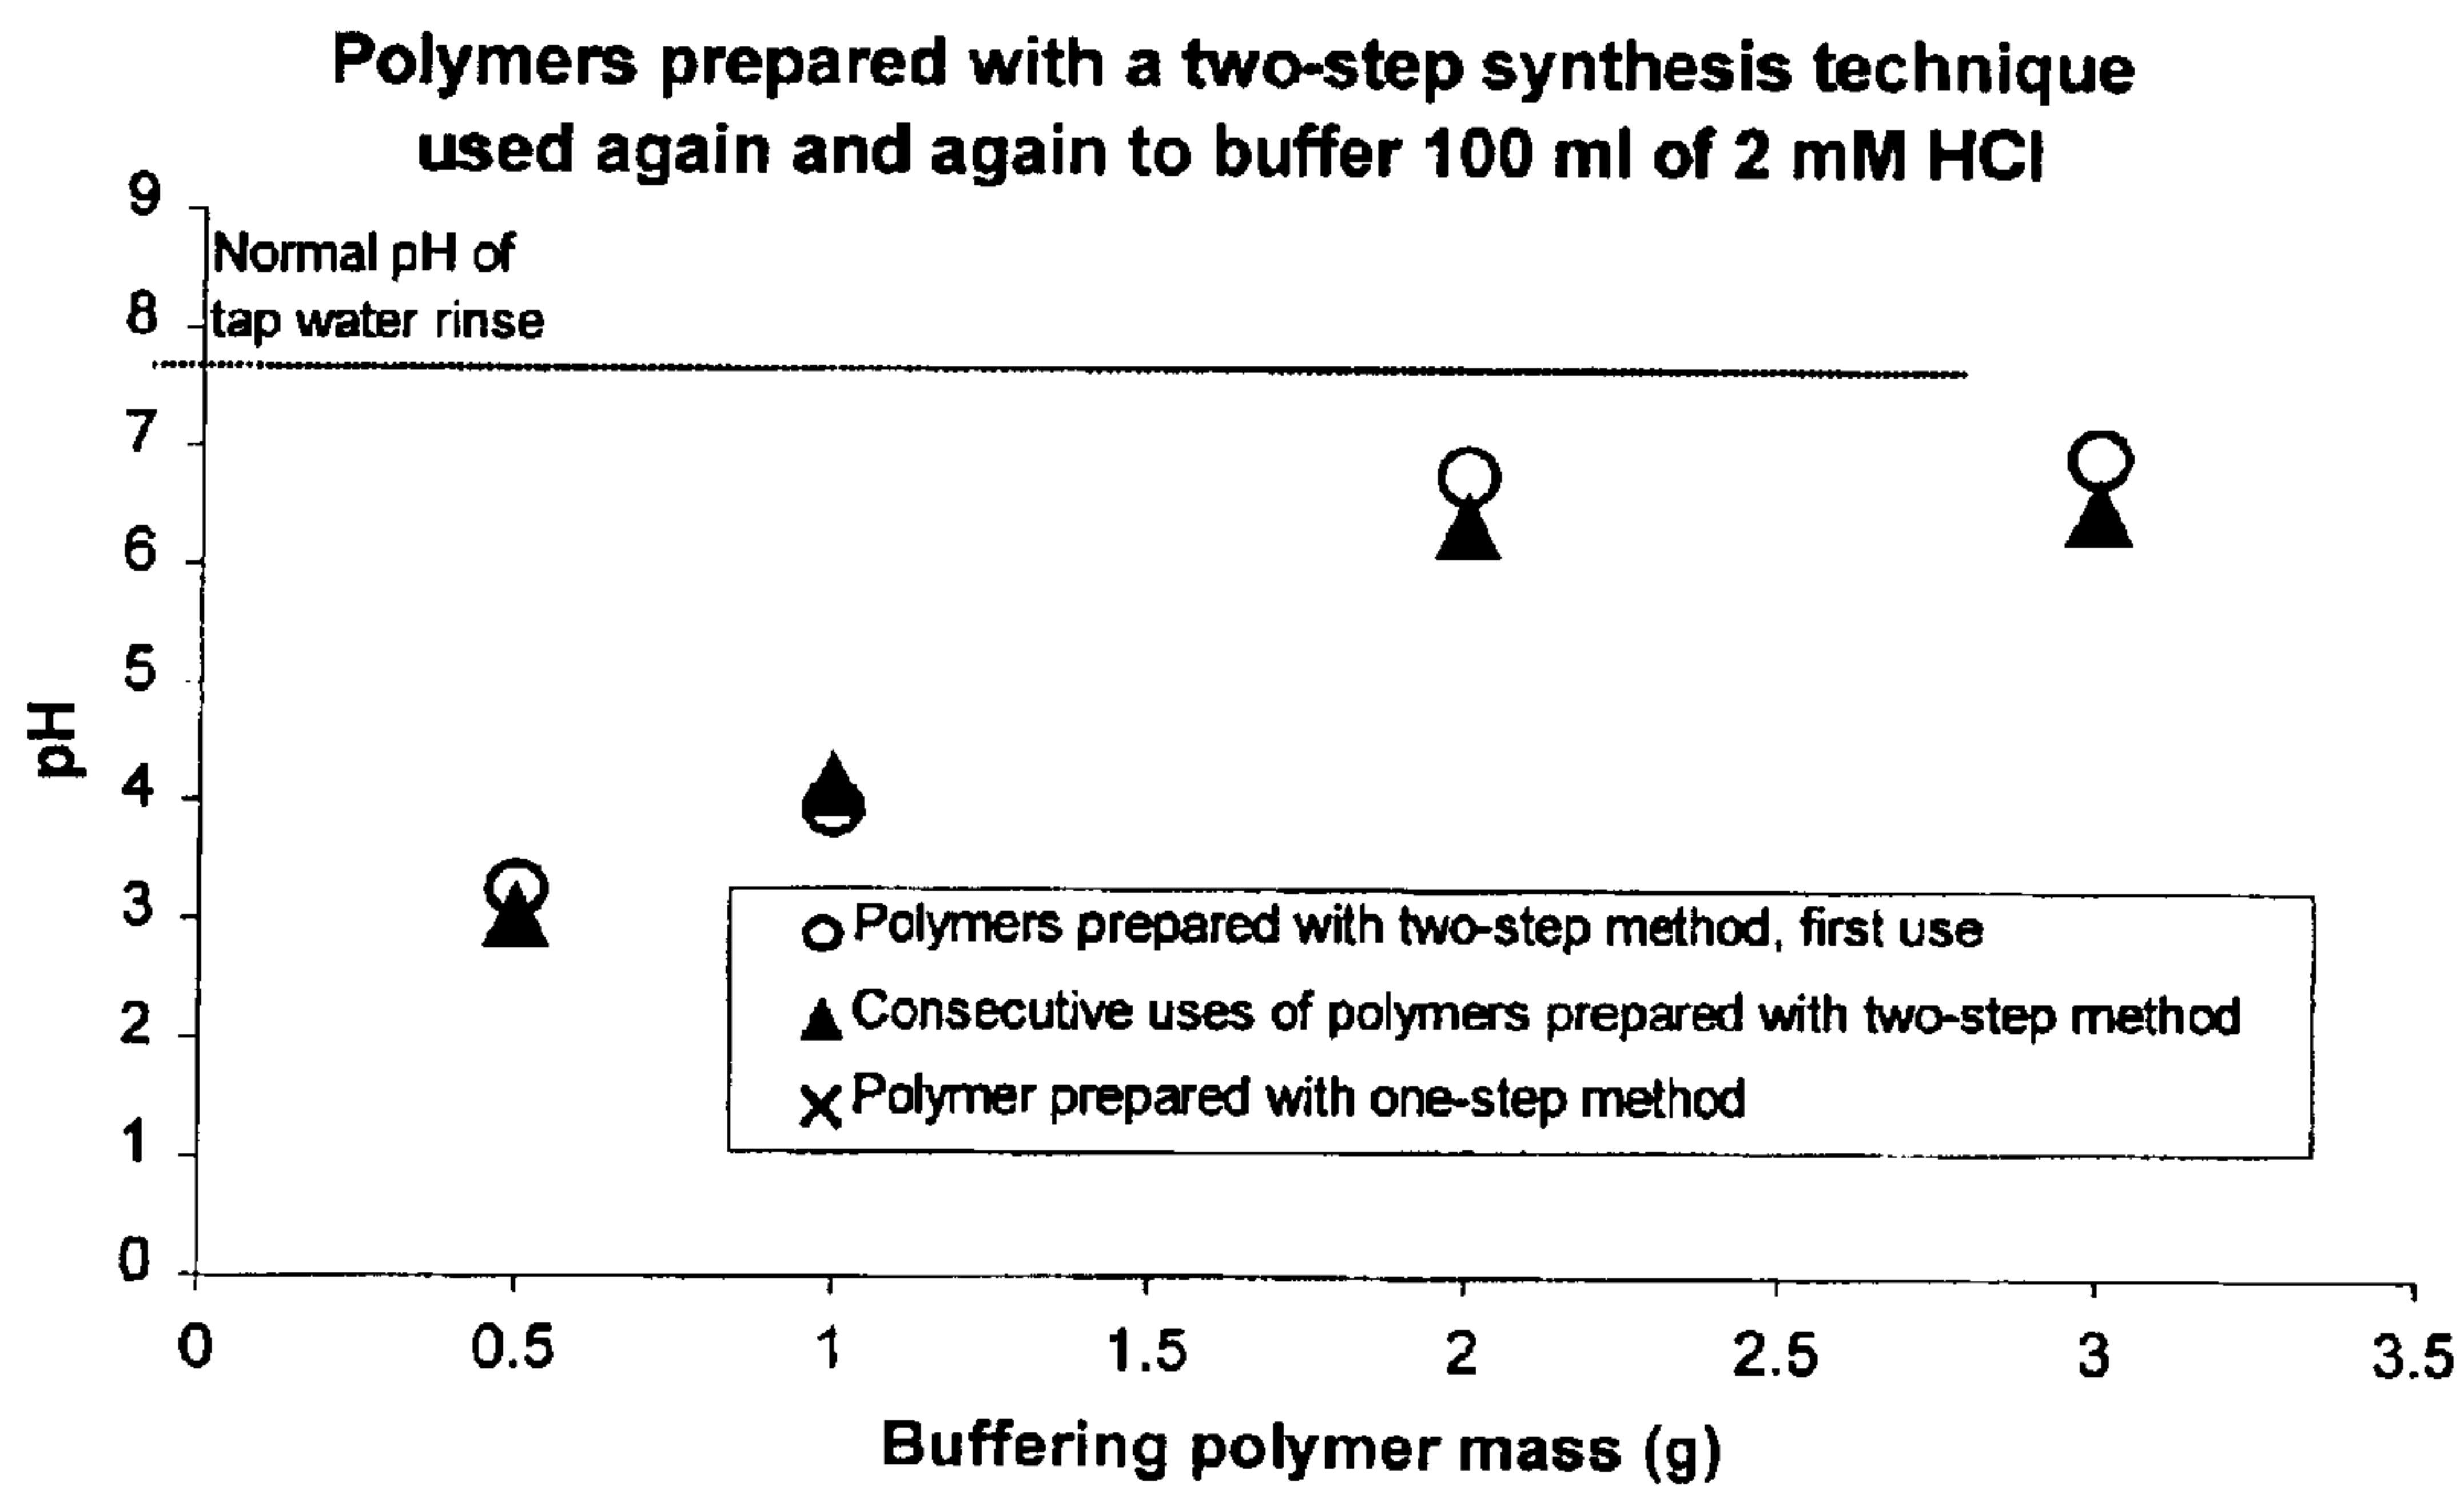 Polymers prepared with a two-step synthesis technique
used again and again to buffer 100 ml of 2 mM HCl
9
Normal pH of
8
tap water rinse
7
6
5
pH
4
3
Polymers prepared with two-step method, first use
2
Consecutive uses of polymers prepared with two-step method
Polymer prepared with one-step method
1
0
0 0.5 1 1.5 2 2.5 3 3.5
Buffering polymer mass (g)